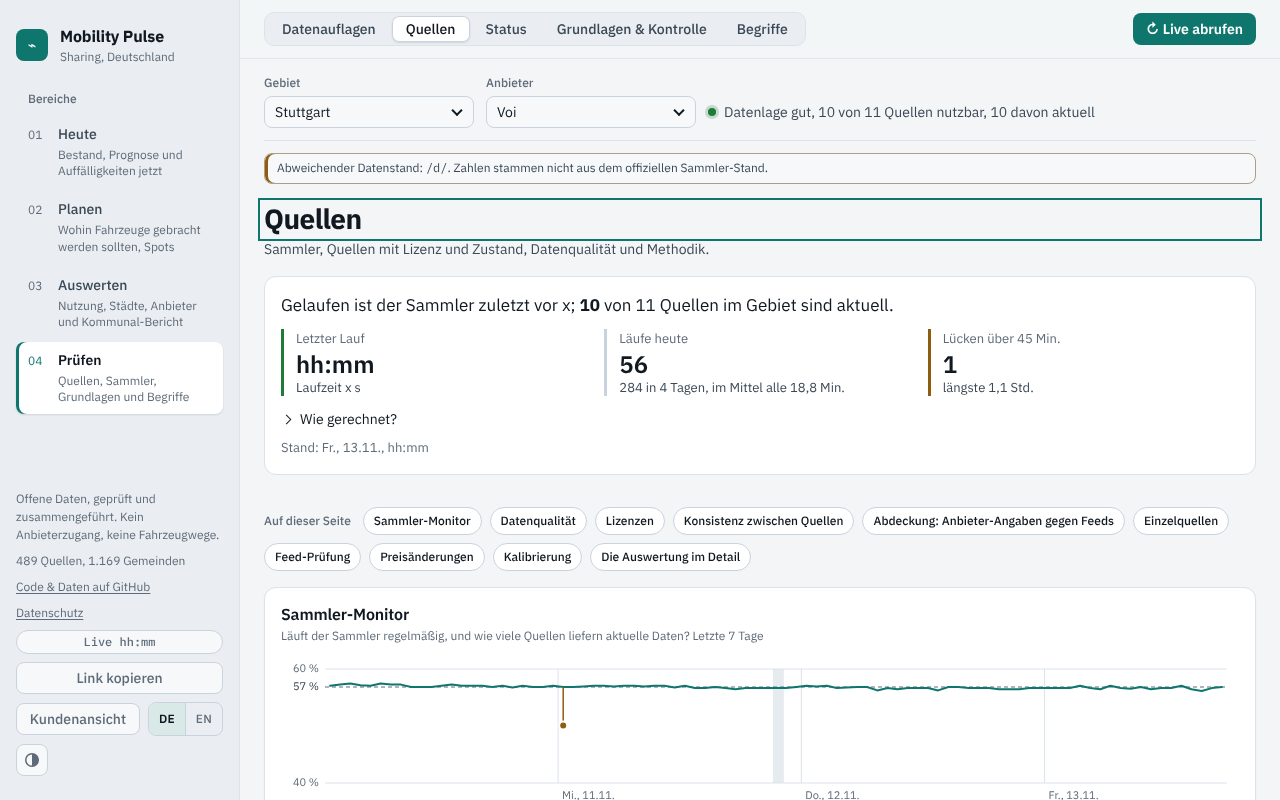 Mobility Pulse
Sharing, Deutschland
Bereiche
01 Heute
Bestand, Prognose und
Auffälligkeiten jetzt
02 Planen
Wohin Fahrzeuge gebracht
werden sollten, Spots
03 Auswerten
Nutzung, Städte, Anbieter
und Kommunal-Bericht
04 Prüfen
Quellen, Sammler,
Grundlagen und Begriffe
Offene Daten, geprüft und
zusammengeführt. Kein
Anbieterzugang, keine Fahrzeugwege.
489 Quellen, 1.169 Gemeinden
Code & Daten auf GitHub
Datenschutz
Live hh:mm
Link kopieren
Kundenansicht DE EN
Datenauflagen Quellen Status Grundlagen & Kontrolle Begriffe
↻ Live abrufen
Gebiet Anbieter
Stuttgart Voi Datenlage gut, 10 von 11 Quellen nutzbar, 10 davon aktuell
Abweichender Datenstand: /d/. Zahlen stammen nicht aus dem offiziellen Sammler-Stand.
Quellen
Sammler, Quellen mit Lizenz und Zustand, Datenqualität und Methodik.
Gelaufen ist der Sammler zuletzt vor x; 10 von 11 Quellen im Gebiet sind aktuell.
Letzter Lauf
hh:mm
Laufzeit x s
Läufe heute
56
284 in 4 Tagen, im Mittel alle 18,8 Min.
Lücken über 45 Min.
1
längste 1,1 Std.
Wie gerechnet?
Stand: Fr., 13.11., hh:mm
Auf dieser Seite Sammler-Monitor Datenqualität Lizenzen Konsistenz zwischen Quellen Abdeckung: Anbieter-Angaben gegen Feeds Einzelquellen
Feed-Prüfung Preisänderungen Kalibrierung Die Auswertung im Detail
Sammler-Monitor
Läuft der Sammler regelmäßig, und wie viele Quellen liefern aktuelle Daten? Letzte 7 Tage
60 %
57 %
40 %
Mi., 11.11. Do., 12.11. Fr., 13.11.